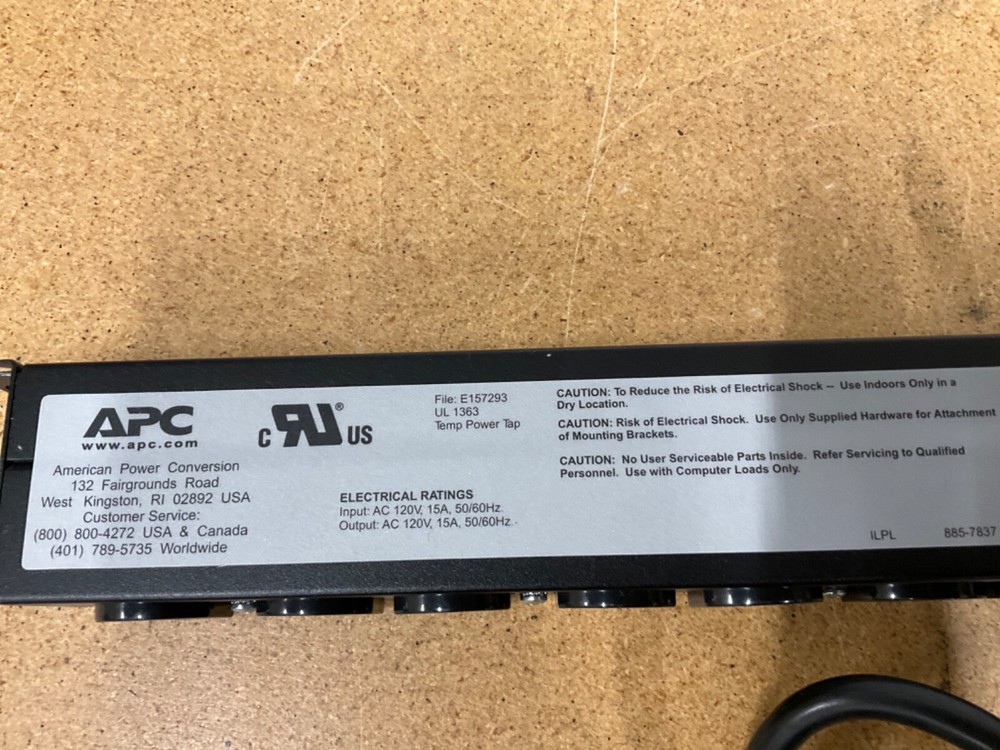 APC
www.apc.com
American Power Conversion
132 Fairgrounds Road
West Kingston, RI 02892 USA
Customer Service:
(800) 800-4272 USA & Canada
(401) 789-5735 Worldwide
C RU® US
File: E157293
UL 1363
Temp Power Tap
ELECTRICAL RATINGS
Input: AC 120V, 15A, 50/60Hz.
Output: AC 120V, 15A, 50/60Hz.
CAUTION: To Reduce the Risk of Electrical Shock -- Use Indoors Only in a
Dry Location.
CAUTION: Risk of Electrical Shock. Use Only Supplied Hardware for Attachment
of Mounting Brackets.
CAUTION: No User Serviceable Parts Inside. Refer Servicing to Qualified
Personnel. Use with Computer Loads Only.
ILPL 885-7837